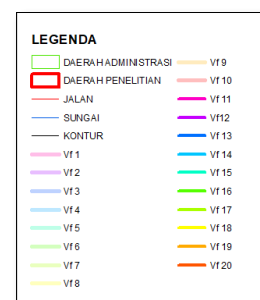 LEGENDA
DAERAH ADMINISTRASI
DAERAH PENELITIAN
JALAN
SUNGAI
KONTUR
Vf 1
Vf 2
Vf 3
Vf 4
Vf 5
Vf 6
Vf 7
Vf 8
Vf 9
Vf 10
Vf 11
Vf12
Vf 13
Vf 14
Vf 15
Vf 16
Vf 17
Vf 18
Vf 19
Vf 20